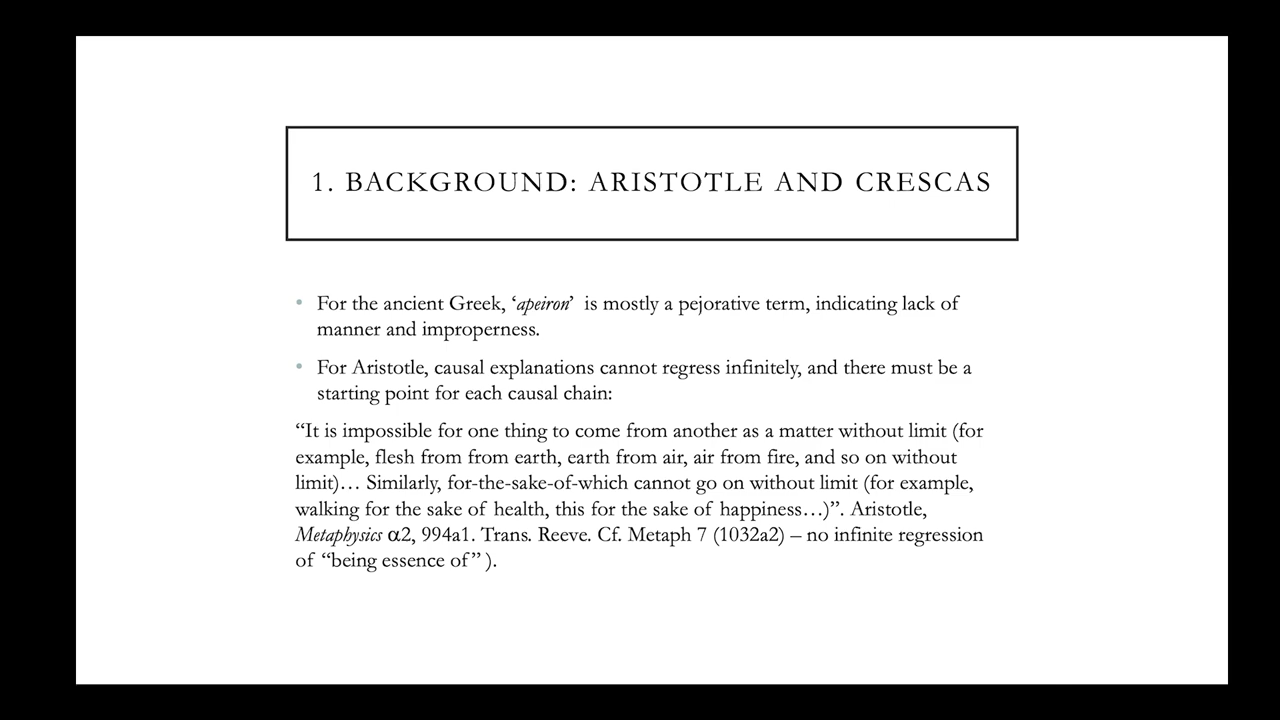 1. BACKGROUND: ARISTOTLE AND CRESCAS
• For the ancient Greek, ‘apeiron’ is mostly a pejorative term, indicating lack of
manner and improperness.
• For Aristotle, causal explanations cannot regress infinitely, and there must be a
starting point for each causal chain:
“It is impossible for one thing to come from another as a matter without limit (for
example, flesh from from earth, earth from air, air from fire, and so on without
limit)… Similarly, for-the-sake-of-which cannot go on without limit (for example,
walking for the sake of health, this for the sake of happiness…)”. Aristotle,
Metaphysics α2, 994a1. Trans. Reeve. Cf. Metaph 7 (1032a2) – no infinite regression
of “being essence of” ).